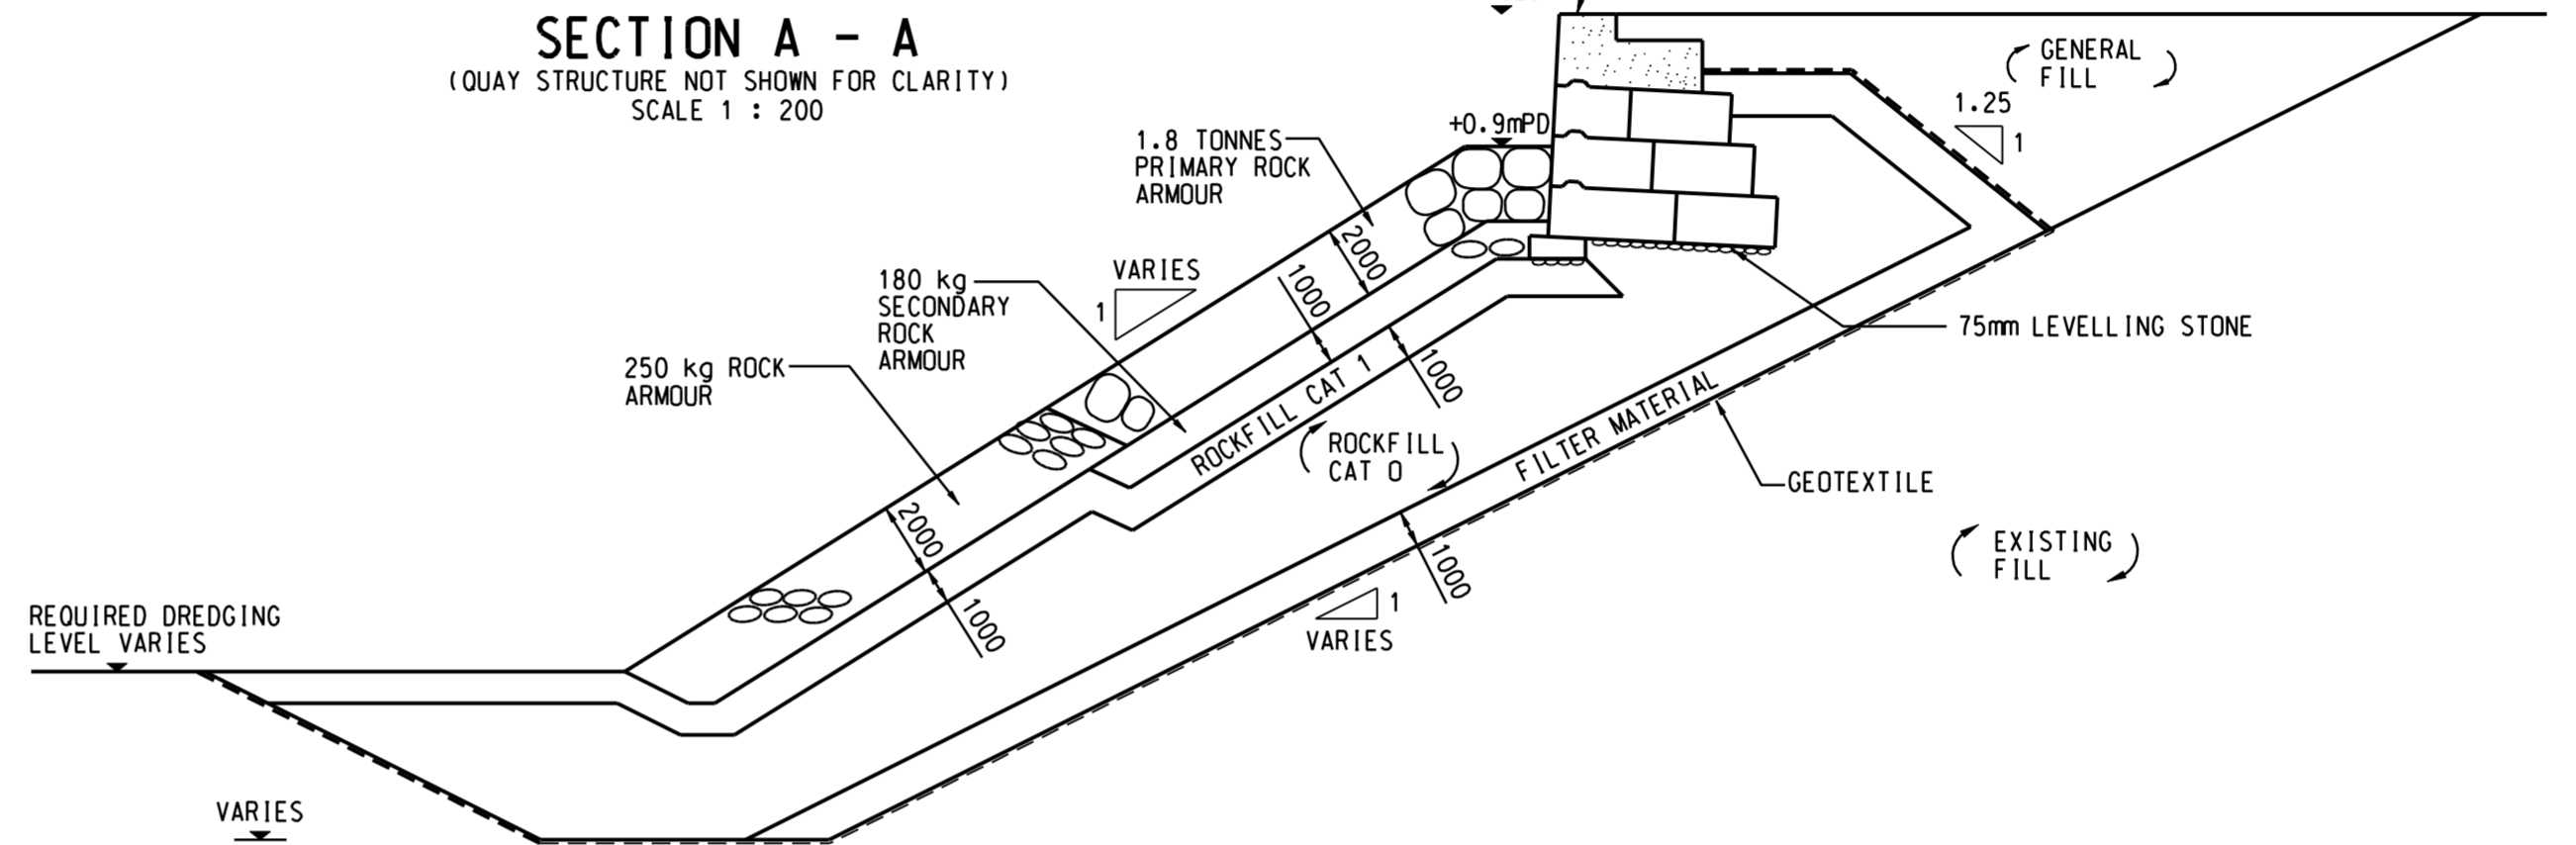 SECTION A - A
(QUAY STRUCTURE NOT SHOWN FOR CLARITY)
SCALE 1 : 200
GENERAL
FILL
1.25
1
+0.9mPD
1.8 TONNES
PRIMARY ROCK
ARMOUR
2000
1000
VARIES
1
180 kg
SECONDARY
ROCK
ARMOUR
250 kg ROCK
ARMOUR
75mm LEVELLING STONE
1000
ROCKFILL CAT 1
ROCKFILL
CAT 0
FILTER MATERIAL
GEOTEXTILE
2000
1000
1000
EXISTING
FILL
1
VARIES
REQUIRED DREDGING
LEVEL VARIES
VARIES